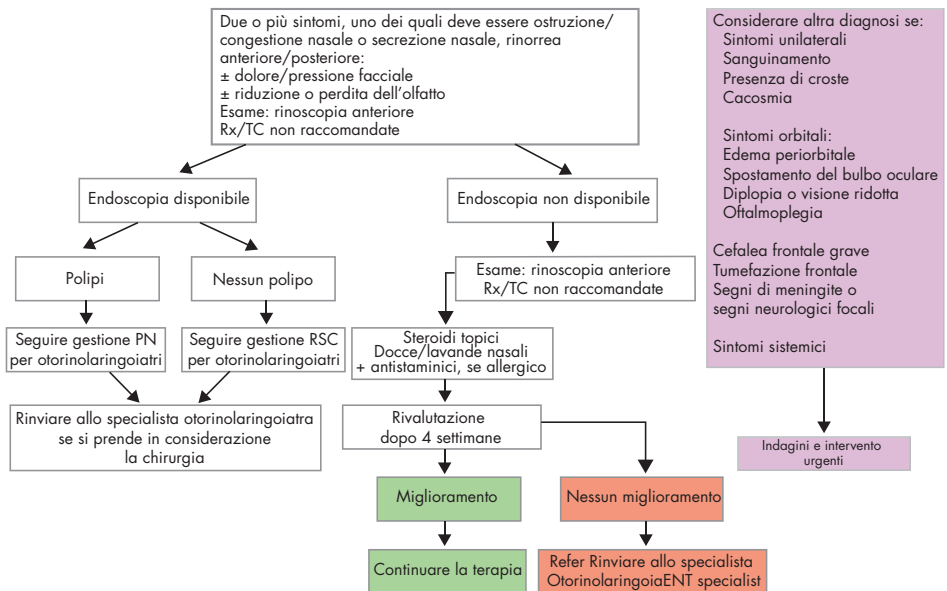 Due o più sintomi, uno dei quali deve essere ostruzione/
congestione nasale o secrezione nasale, rinorrea
anteriore/posteriore:
± dolore/pressione facciale
± riduzione o perdita dell'olfatto
Esame: rinoscopia anteriore
Rx/TC non raccomandate
Endoscopia disponibile
Endoscopia non disponibile
Polipi
Nessun polipo
Esame: rinoscopia anteriore
Rx/TC non raccomandate
Seguire gestione PN
per otorinolaringoiatri
Seguire gestione RSC
per otorinolaringoiatri
Steroidi topici
Docce/lavande nasali
+ antistaminici, se allergico
Rinviare allo specialista otorinolaringoiatra
se si prende in considerazione
la chirurgia
Rivalutazione
dopo 4 settimane
Miglioramento
Nessun miglioramento
Continuare la terapia
Refer Rinviare allo specialista
OtorinolaringoiaENT specialist
Considerare altra diagnosi se:
Sintomi unilaterali
Sanguinamento
Presenza di croste
Cacosmia
Sintomi orbitali:
Edema periorbitale
Spostamento del bulbo oculare
Diplopia o visione ridotta
Oftalmoplegia
Cefalea frontale grave
Tumefazione frontale
Segni di meningite o
segni neurologici focali
Sintomi sistemici
Indagini e intervento
urgenti